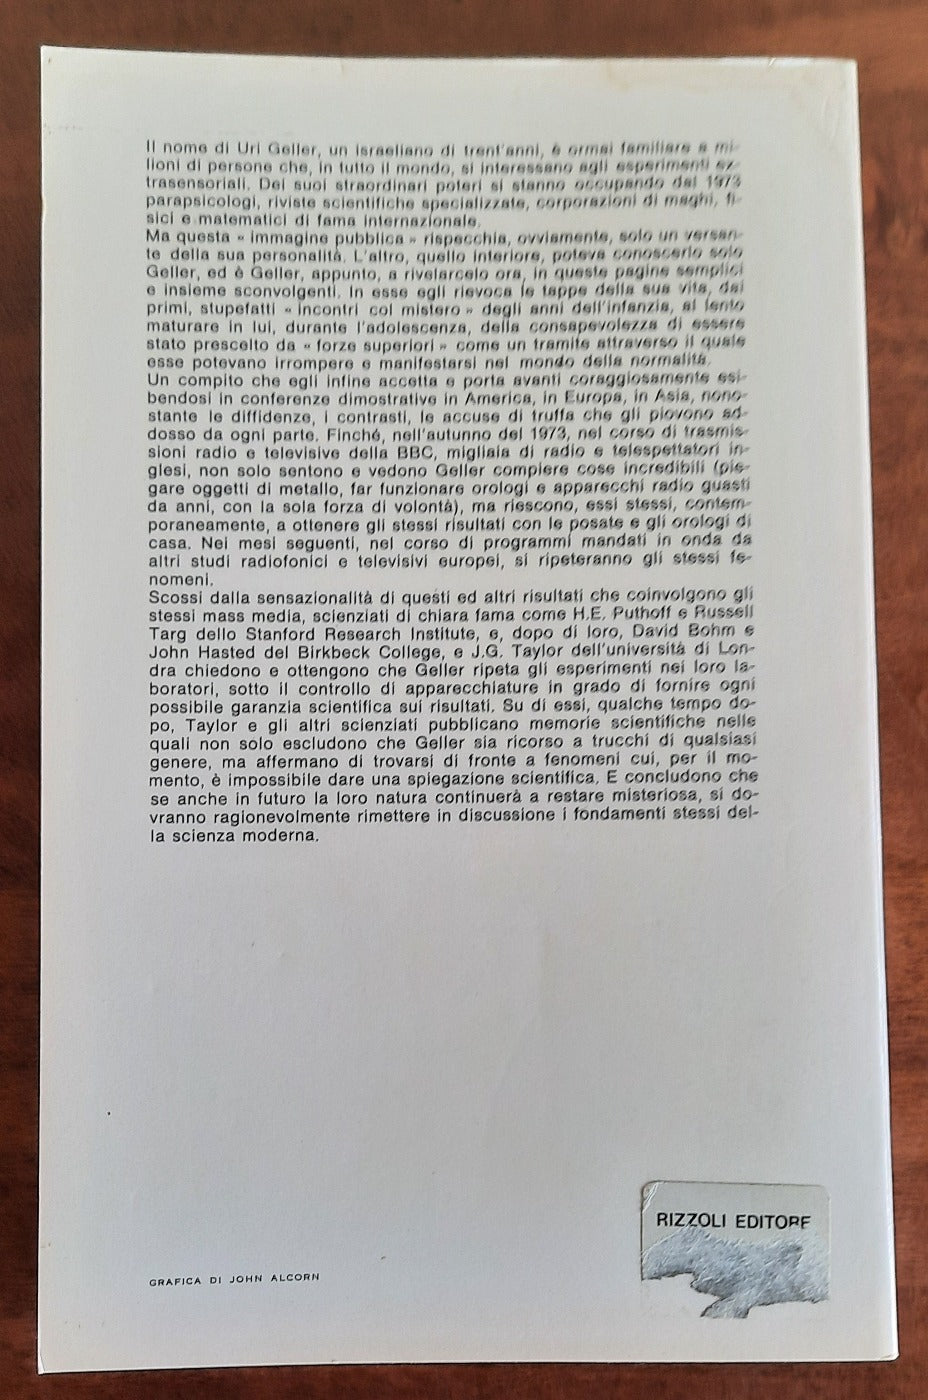 Il nome di Uri Geller, un israeliano di trent'anni, è ormai familiare a mi-
lioni di persone che, in tutto il mondo, si interessano agli esperimenti ex-
trasensoriali. Dei suoi straordinari poteri si stanno occupando dal 1973
parapsicologi, riviste scientifiche specializzate, corporazioni di maghi, fi-
sici e matematici di fama internazionale.
Ma questa « immagine pubblica » rispecchia, ovviamente, solo un versan-
te della sua personalità. L'altro, quello interiore, poteva conoscerlo solo
Geller, ed è Geller, appunto, a rivelarcelo ora, in queste pagine semplici
e insieme sconvolgenti. In esse egli rievoca le tappe della sua vita, dai
primi, stupefatti « incontri col mistero » degli anni dell'infanzia, al lento
maturare in lui, durante l'adolescenza, della consapevolezza di essere
stato prescelto da « forze superiori » come un tramite attraverso il quale
esse potevano irrompere e manifestarsi nel mondo della normalità.
Un compito che egli infine accetta e porta avanti coraggiosamente esi-
bendosi in conferenze dimostrative in America, in Europa, in Asia, nono-
stante le diffidenze, i contrasti, le accuse di truffa che gli piovono ad-
dosso da ogni parte. Finché, nell'autunno del 1973, nel corso di trasmis-
sioni radio e televisive della BBC, migliaia di radio e telespettatori in-
glesi, non solo sentono e vedono Geller compiere cose incredibili (pie-
gare oggetti di metallo, far funzionare orologi e apparecchi radio guasti
da anni, con la sola forza di volontà), ma riescono, essi stessi, contem-
poraneamente, a ottenere gli stessi risultati con le posate e gli orologi di
casa. Nei mesi seguenti, nel corso di programmi mandati in onda da
altri studi radiofonici e televisivi europei, si ripeteranno gli stessi fe-
nomeni.
Scossi dalla sensazionalità di questi ed altri risultati che coinvolgono gli
stessi mass media, scienziati di chiara fama come H.E. Puthoff e Russell
Targ dello Stanford Research Institute, e, dopo di loro, David Bohm e
John Hasted del Birkbeck College, e J.G. Taylor dell'università di Lon-
dra chiedono e ottengono che Geller ripeta gli esperimenti nei loro la-
boratori, sotto il controllo di apparecchiature in grado di fornire ogni
possibile garanzia scientifica sui risultati. Su di essi, qualche tempo do-
po, Taylor e gli altri scienziati pubblicano memorie scientifiche nelle
quali non solo escludono che Geller sia ricorso a trucchi di qualsiasi
genere, ma affermano di trovarsi di fronte a fenomeni cui, per il mo-
mento, è impossibile dare una spiegazione scientifica. E concludono che
se anche in futuro la loro natura continuerà a restare misteriosa, si do-
vranno ragionevolmente rimettere in discussione i fondamenti stessi del-
la scienza moderna.
GRAFICA DI JOHN ALCORN
RIZZOLI EDITORE